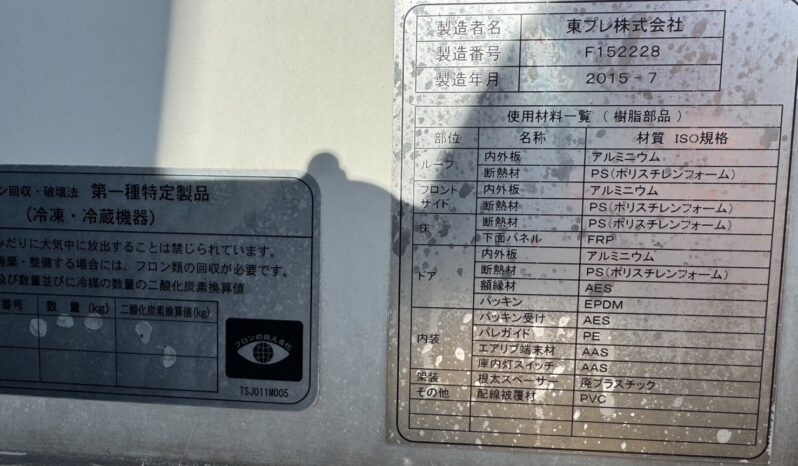 製造者名 東プレ株式会社
製造番号 F152228
製造年月 2015-7
使用材料一覧（樹脂部品）
部位 名称 材質 ISO規格
ルーフ 内外板 アルミニウム
断熱材 PS(ポリスチレンフォーム)
フロント サイド 内外板 アルミニウム
断熱材 PS(ポリスチレンフォーム)
床 断熱材 PS(ポリスチレンフォーム)
下面パネル FRP
ドア 内外板 アルミニウム
断熱材 PS(ポリスチレンフォーム)
額縁材 AES
パッキン EPDM
内装 パッキン受け AES
パレガイド PE
エアリブ端末材 AAS
庫内灯スイッチ AAS
架装 根太スペーサー 廃プラスチック
その他 配線被覆材 PVC
ン回収・破壊法 第一種特定製品
(冷凍・冷蔵機器)
みだりに大気中に放出することは禁じられています。
廃棄・整備する場合には、フロン類の回収が必要です。
及び数量並びに冷媒の数量の二酸化炭素換算値
番号 数量(kg) 二酸化炭素換算値(kg)
フロンの見える化
TSJ011M005